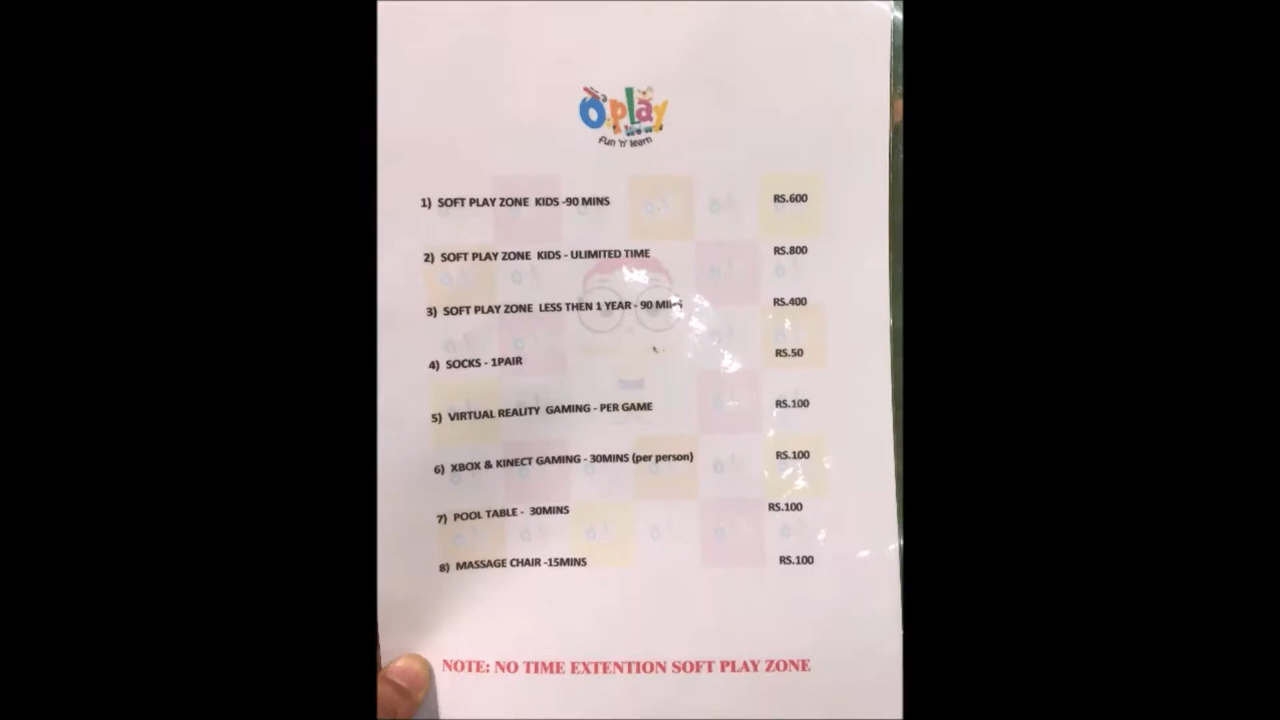 O'play
fun 'n' learn
1) SOFT PLAY ZONE KIDS -90 MINS RS.600
2) SOFT PLAY ZONE KIDS - ULIMITED TIME RS.800
3) SOFT PLAY ZONE LESS THEN 1 YEAR - 90 MINS RS.400
4) SOCKS - 1PAIR RS.50
5) VIRTUAL REALITY GAMING - PER GAME RS.100
6) XBOX & KINECT GAMING - 30MINS (per person) RS.100
7) POOL TABLE - 30MINS RS.100
8) MASSAGE CHAIR -15MINS RS.100
NOTE: NO TIME EXTENTION SOFT PLAY ZONE